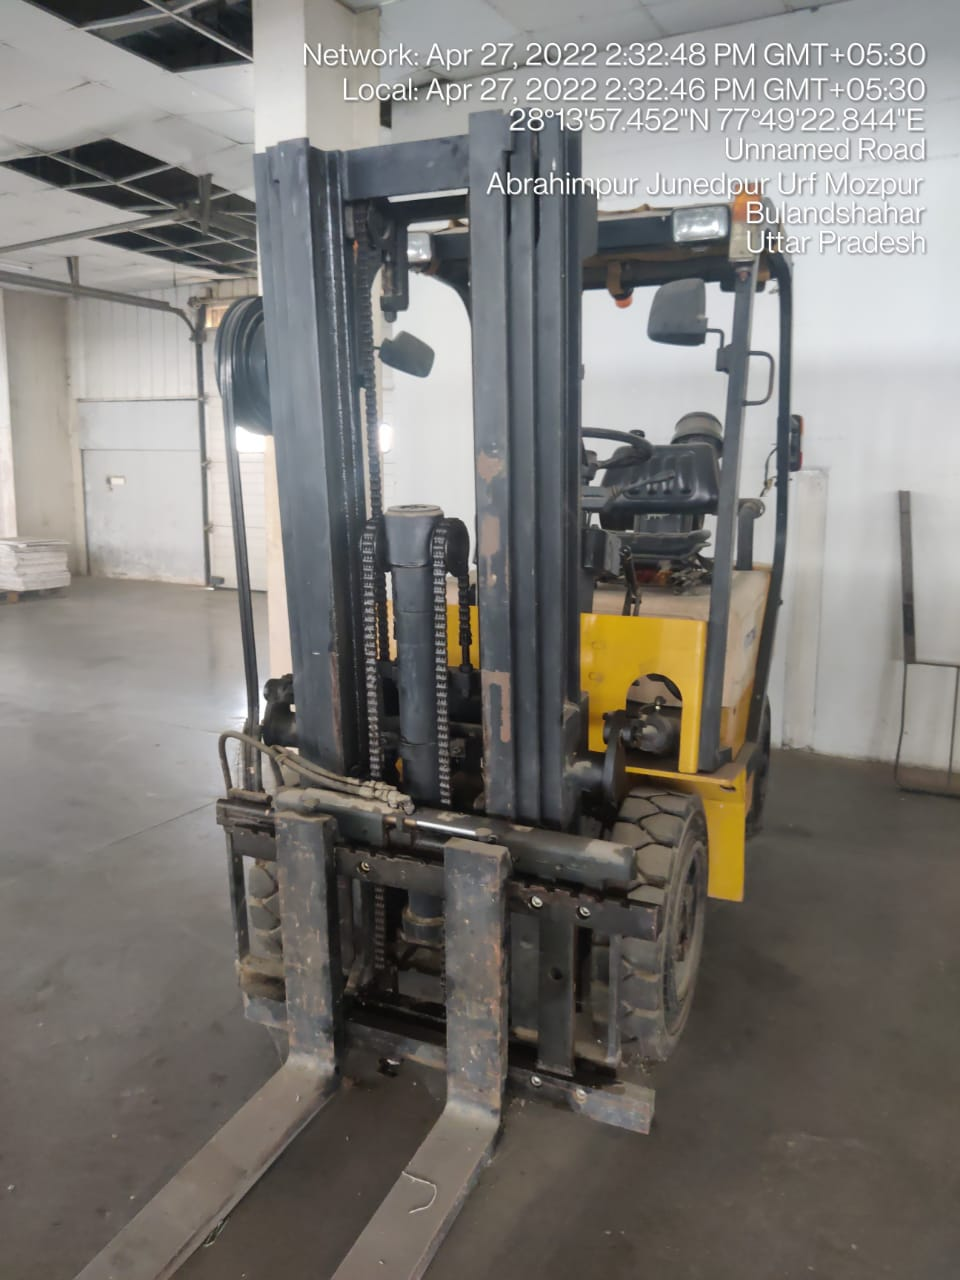 Network: Apr 27, 2022 2:32:48 PM GMT+05:30
Local: Apr 27, 2022 2:32:46 PM GMT+05:30
28°13'57.452"N 77°49'22.844"E
Unnamed Road
Abrahimpur Junedpur Urf Mozpur
Bulandshahar
Uttar Pradesh